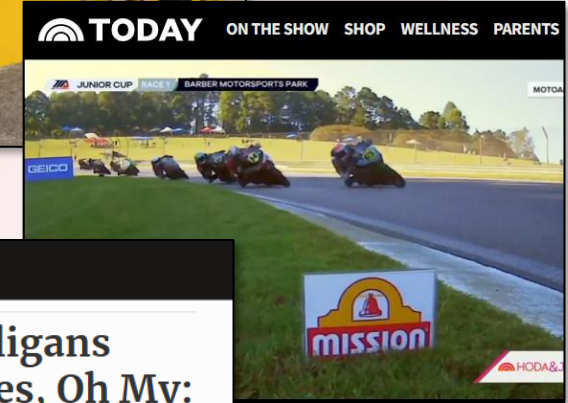 TODAY ON THE SHOW SHOP WELLNESS PARENTS
JUNIOR CUP RACE 1 BARBER MOTORSPORTS PARK
MOTOA
GEICO
MISSION
HODA&J
ligans
es, Oh My: